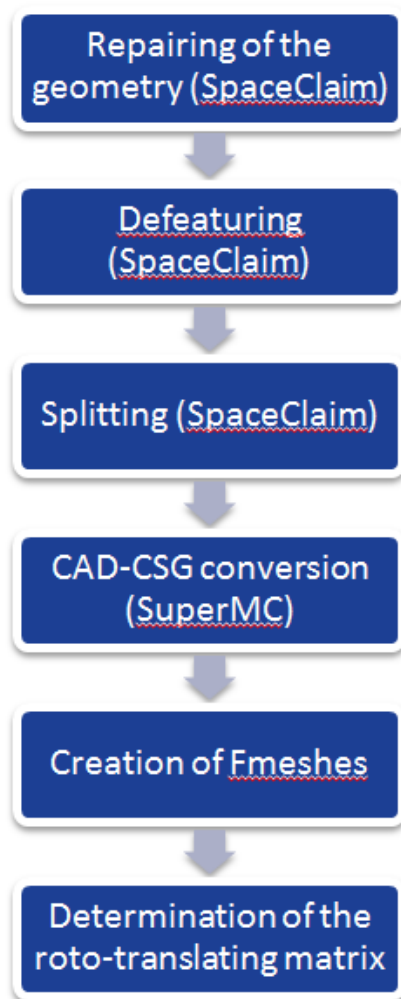 Repairing of the
geometry (SpaceClaim)
Defeaturing
(SpaceClaim)
Splitting (SpaceClaim)
CAD-CSG conversion
(SuperMC)
Creation of Fmeshes
Determination of the
roto-translating matrix